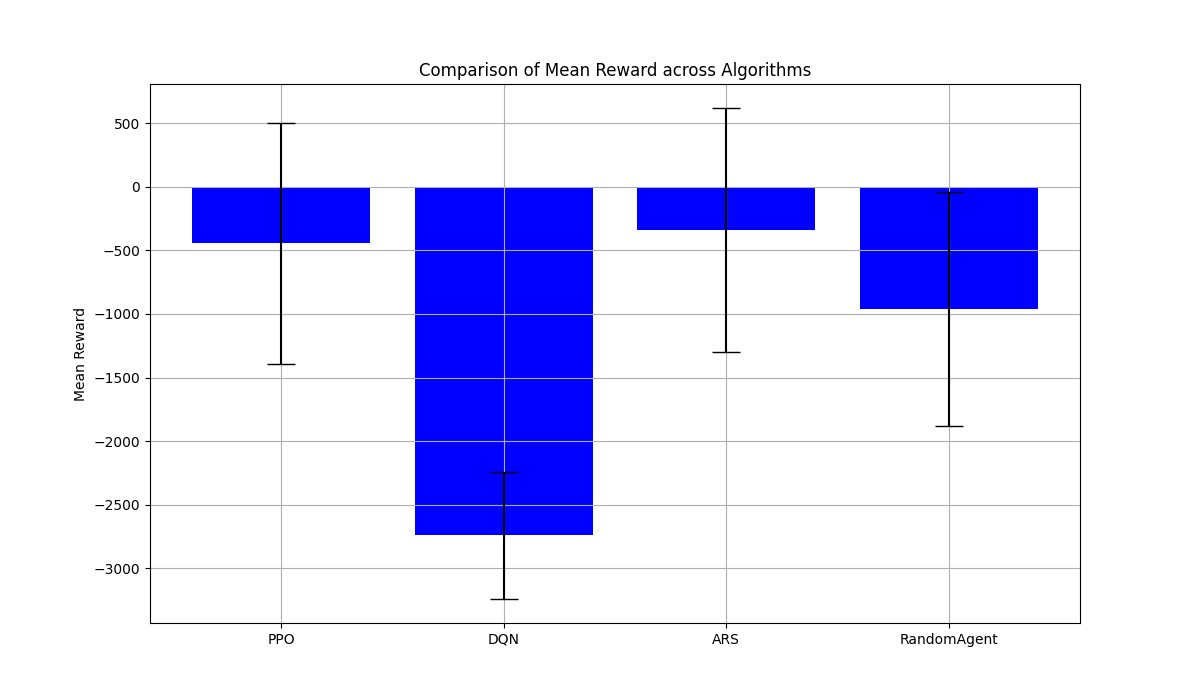 Comparison of Mean Reward across Algorithms
Mean Reward
500
0
−500
−1000
−1500
−2000
−2500
−3000
PPO
DQN
ARS
RandomAgent